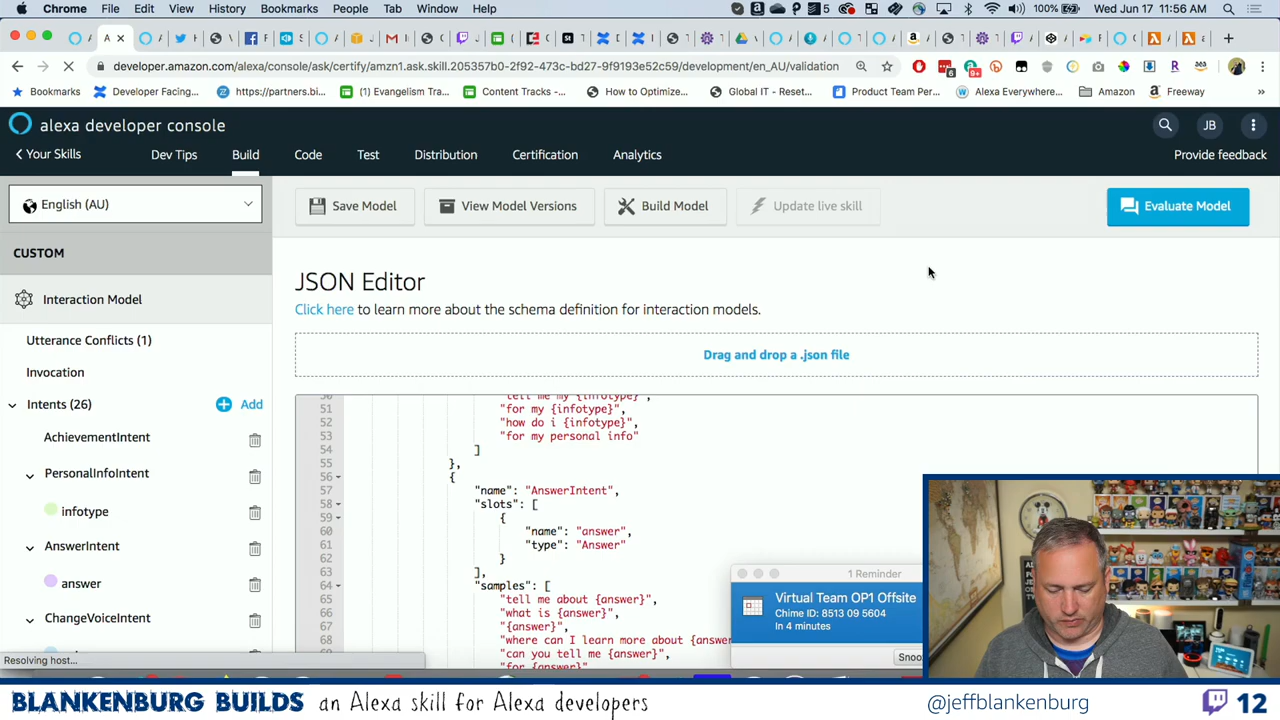 Chrome File Edit View History Bookmarks People Tab Window Help 5 100% Wed Jun 17 11:56 AM
developer.amazon.com/alexa/console/ask/certify/amzn1.ask.skill.205357b0-2f92-473c-bd27-9f9193e52c59/development/en_AU/validation
Bookmarks Developer Facing... https://partners.bi... (1) Evangelism Tra... Content Tracks -... How to Optimize... Global IT - Reset... Product Team Per... Alexa Everywhere... Amazon Freeway »
alexa developer console JB
Your Skills Dev Tips Build Code Test Distribution Certification Analytics Provide feedback
English (AU) Save Model View Model Versions Build Model Update live skill Evaluate Model
CUSTOM
Interaction Model
Utterance Conflicts (1)
Invocation
Intents (26) Add
AchievementIntent
PersonalInfoIntent
infotype
AnswerIntent
answer
ChangeVoiceIntent
Resolving host...
JSON Editor
Click here to learn more about the schema definition for interaction models.
Drag and drop a .json file
50 "tell me my {infotype}",
51 "for my {infotype}",
52 "how do i {infotype}",
53 "for my personal info"
54 ]
55 },
56 {
57 "name": "AnswerIntent",
58 "slots": [
59 {
60 "name": "answer",
61 "type": "Answer"
62 }
63 ],
64 "samples": [
65 "tell me about {answer}",
66 "what is {answer}",
67 "{answer}",
68 "where can I learn more about {answer
69 "can you tell me {answer}",
"for {answer}"
1 Reminder
Virtual Team OP1 Offsite
Chime ID: 8513 09 5604
In 4 minutes
Snoo
BLANKENBURG BUILDS an Alexa skill for Alexa developers @jeffblankenburg 12